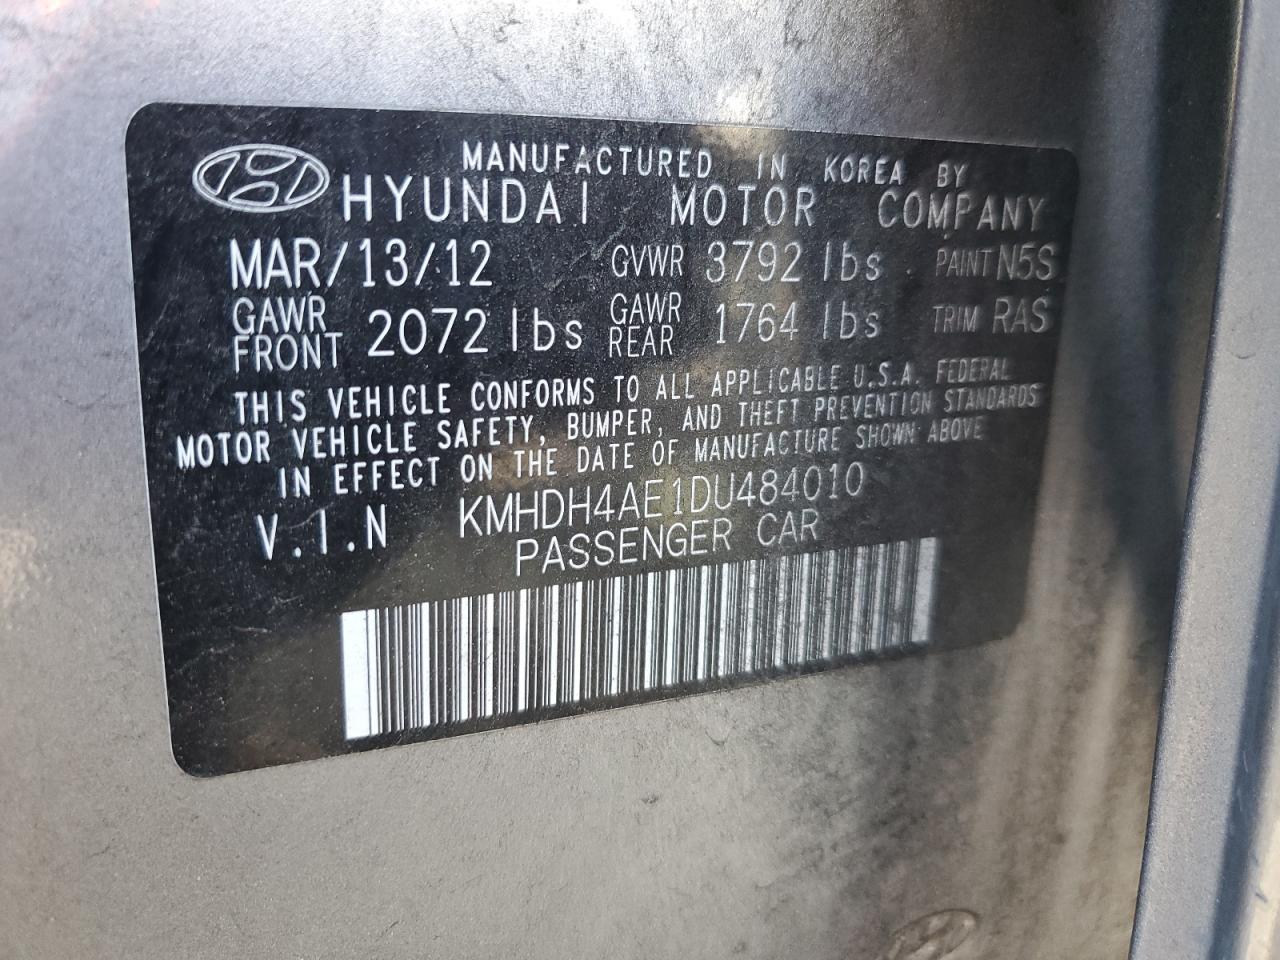 MANUFACTURED IN KOREA BY
HYUNDAI MOTOR COMPANY
MAR/13/12 GVWR 3792 lbs PAINT N5S
GAWR FRONT 2072 lbs GAWR REAR 1764 lbs TRIM RAS
THIS VEHICLE CONFORMS TO ALL APPLICABLE U.S.A. FEDERAL
MOTOR VEHICLE SAFETY, BUMPER, AND THEFT PREVENTION STANDARDS
IN EFFECT ON THE DATE OF MANUFACTURE SHOWN ABOVE
V.I.N KMHDH4AE1DU484010
PASSENGER CAR